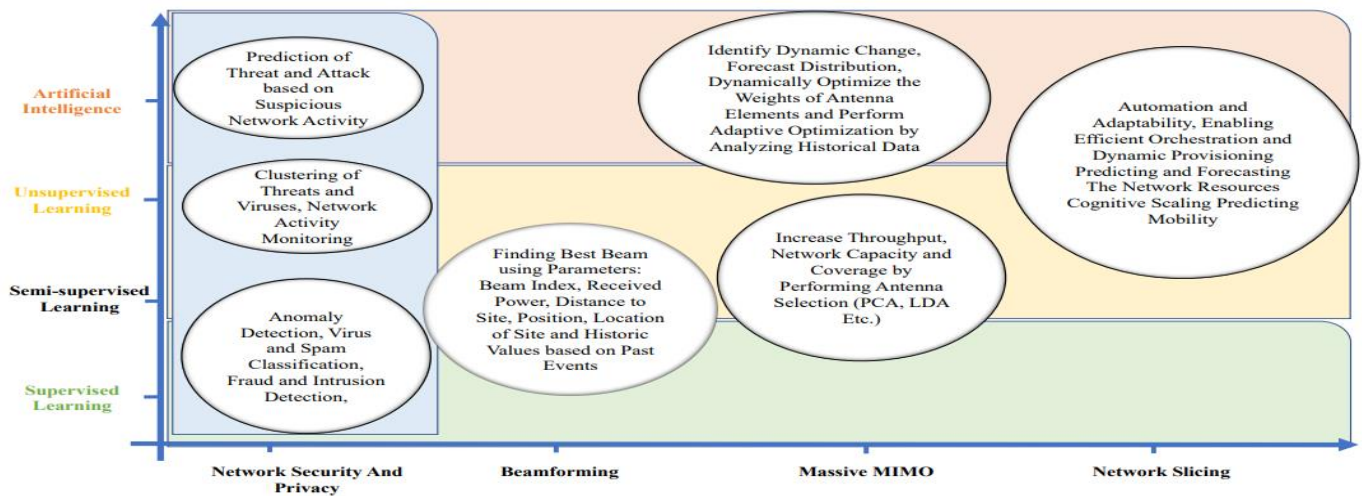 Artificial
Intelligence
Unsupervised
Learning
Semi-supervised
Learning
Supervised
Learning
Prediction of
Threat and Attack
based on
Suspicious
Network Activity
Clustering of
Threats and
Viruses, Network
Activity
Monitoring
Anomaly
Detection, Virus
and Spam
Classification,
Fraud and Intrusion
Detection,
Finding Best Beam
using Parameters:
Beam Index, Received
Power, Distance to
Site, Position, Location
of Site and Historic
Values based on Past
Events
Identify Dynamic Change,
Forecast Distribution,
Dynamically Optimize the
Weights of Antenna
Elements and Perform
Adaptive Optimization by
Analyzing Historical Data
Increase Throughput,
Network Capacity and
Coverage by
Performing Antenna
Selection (PCA, LDA
Etc.)
Automation and
Adaptability, Enabling
Efficient Orchestration and
Dynamic Provisioning
Predicting and Forecasting
The Network Resources
Cognitive Scaling Predicting
Mobility
Network Security And
Privacy
Beamforming
Massive MIMO
Network Slicing